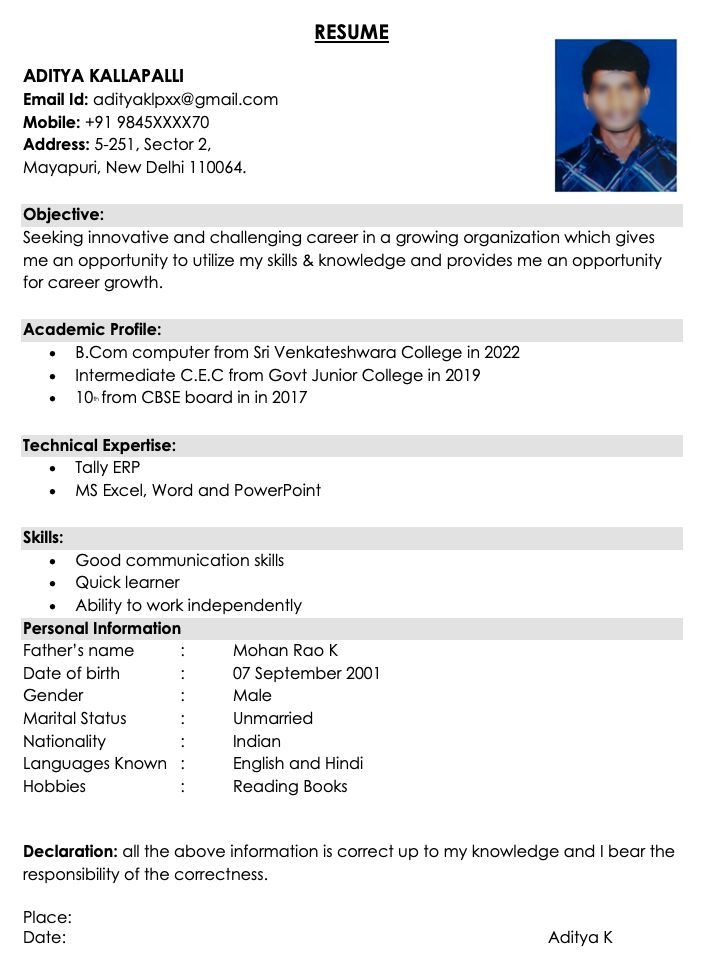 RESUME
ADITYA KALLAPALLI
Email Id: adityaklpxx@gmail.com
Mobile: +91 9845XXXX70
Address: 5-251, Sector 2,
Mayapuri, New Delhi 110064.
Objective:
Seeking innovative and challenging career in a growing organization which gives
me an opportunity to utilize my skills & knowledge and provides me an opportunity
for career growth.
Academic Profile:
• B.Com computer from Sri Venkateshwara College in 2022
• Intermediate C.E.C from Govt Junior College in 2019
• 10th from CBSE board in in 2017
Technical Expertise:
• Tally ERP
• MS Excel, Word and PowerPoint
Skills:
• Good communication skills
• Quick learner
• Ability to work independently
Personal Information
Father's name : Mohan Rao K
Date of birth : 07 September 2001
Gender : Male
Marital Status : Unmarried
Nationality : Indian
Languages Known : English and Hindi
Hobbies : Reading Books
Declaration: all the above information is correct up to my knowledge and I bear the
responsibility of the correctness.
Place:
Date: Aditya K